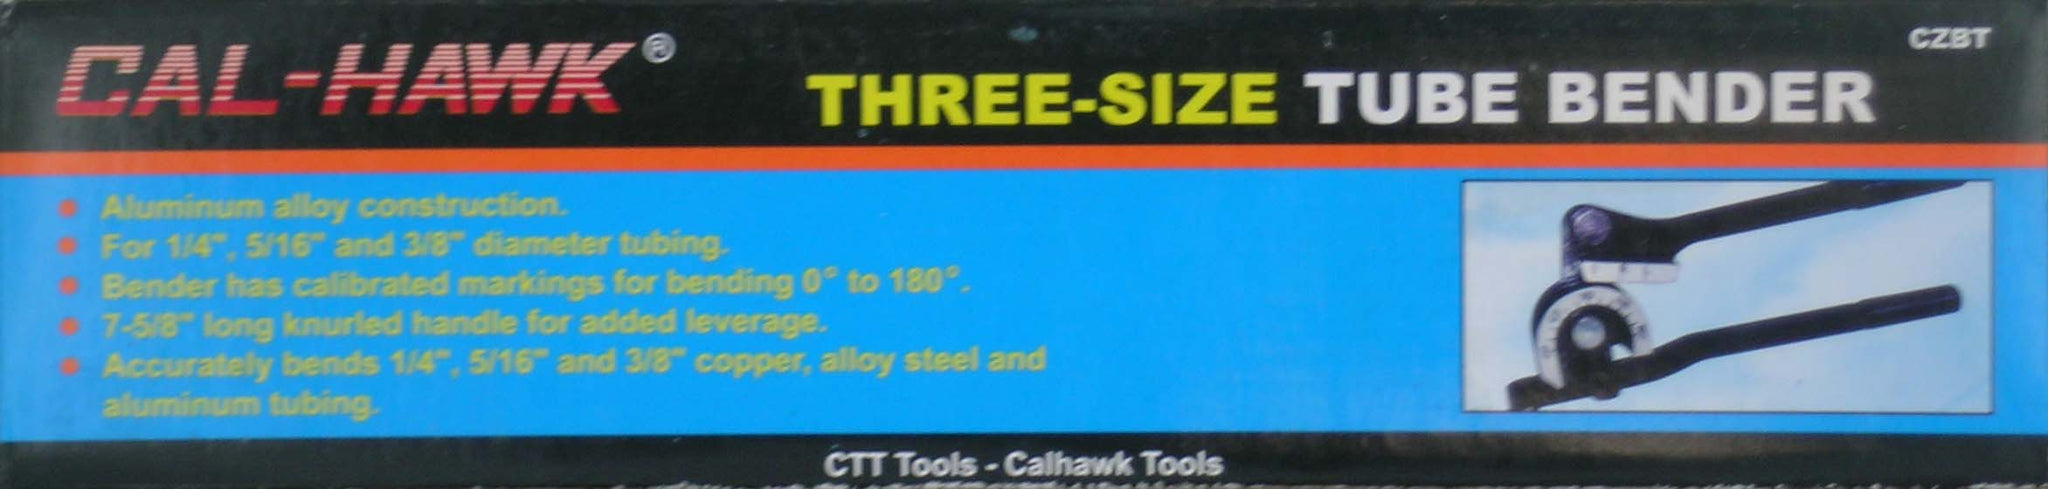 CAL-HAWK®
THREE-SIZE TUBE BENDER
CZBT
Aluminum alloy construction.
For 1/4", 5/16" and 3/8" diameter tubing.
Bender has calibrated markings for bending 0° to 180°.
7-5/8" long knurled handle for added leverage.
Accurately bends 1/4", 5/16" and 3/8" copper, alloy steel and
aluminum tubing.
CTT Tools - Calhawk Tools